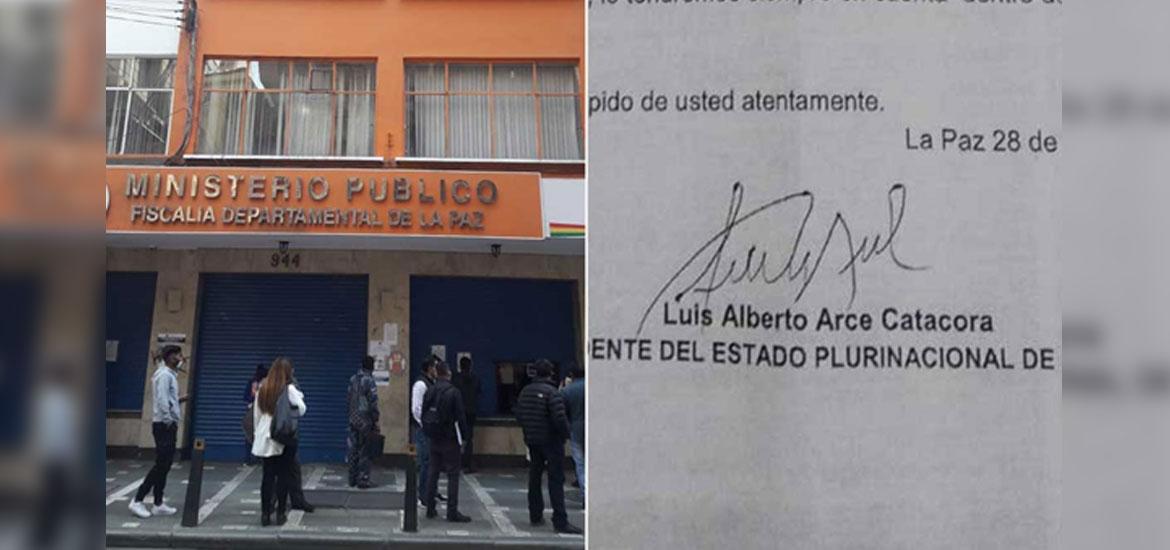 MINISTERIO PUBLICO
FISCALIA DEPARTAMENTAL DE LA PAZ
944
pido de usted atentamente.
La Paz 28 de
Luis Alberto Arce Catacora
ENTE DEL ESTADO PLURINACIONAL DE